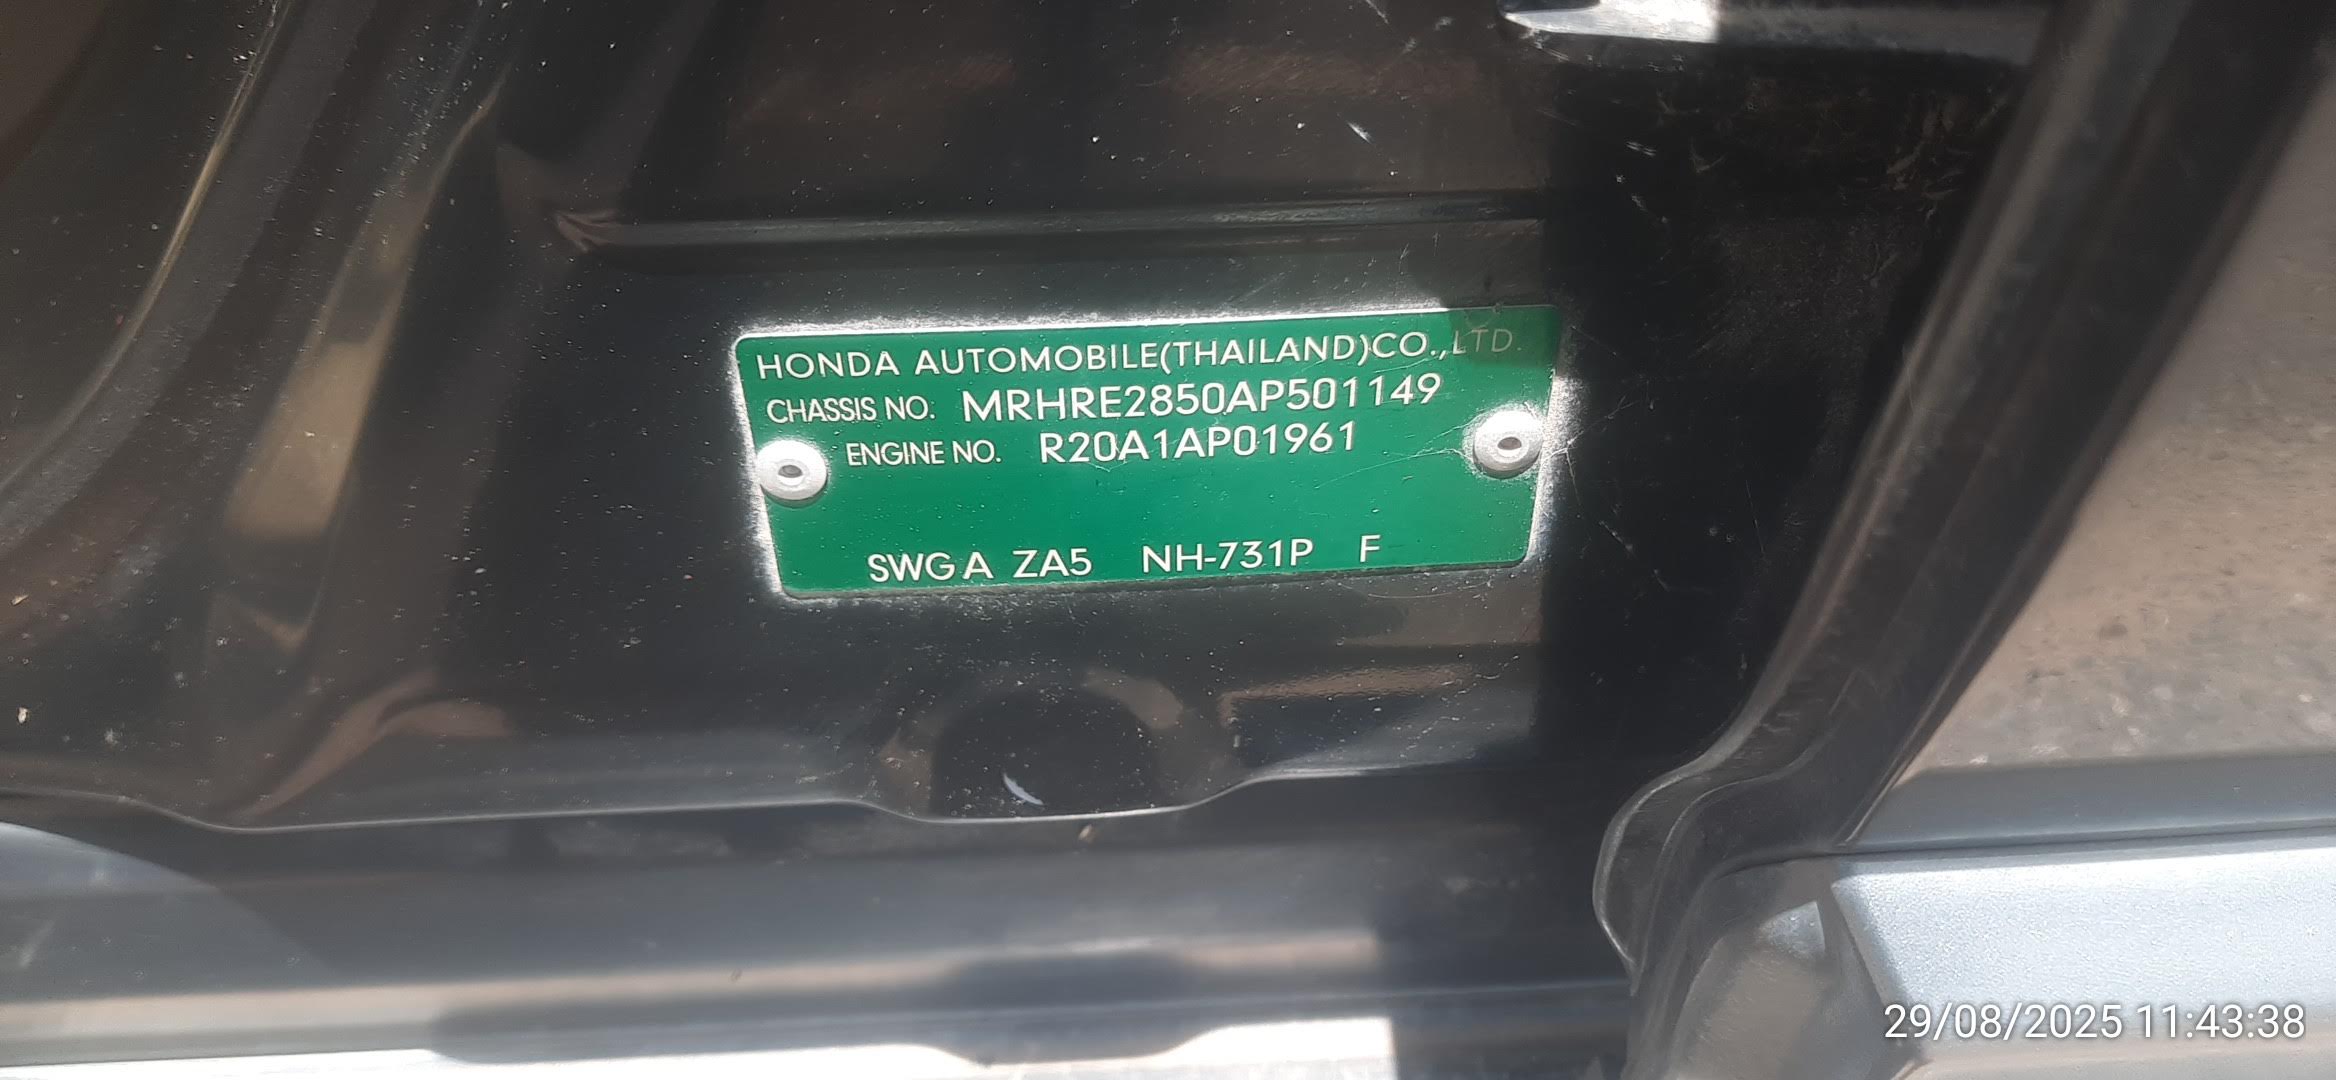 HONDA AUTOMOBILE(THAILAND)CO.,LTD.
CHASSIS NO. MRHRE2850AP501149
ENGINE NO. R20A1AP01961
SWG A ZA5 NH-731P F
29/08/2025 11:43:38